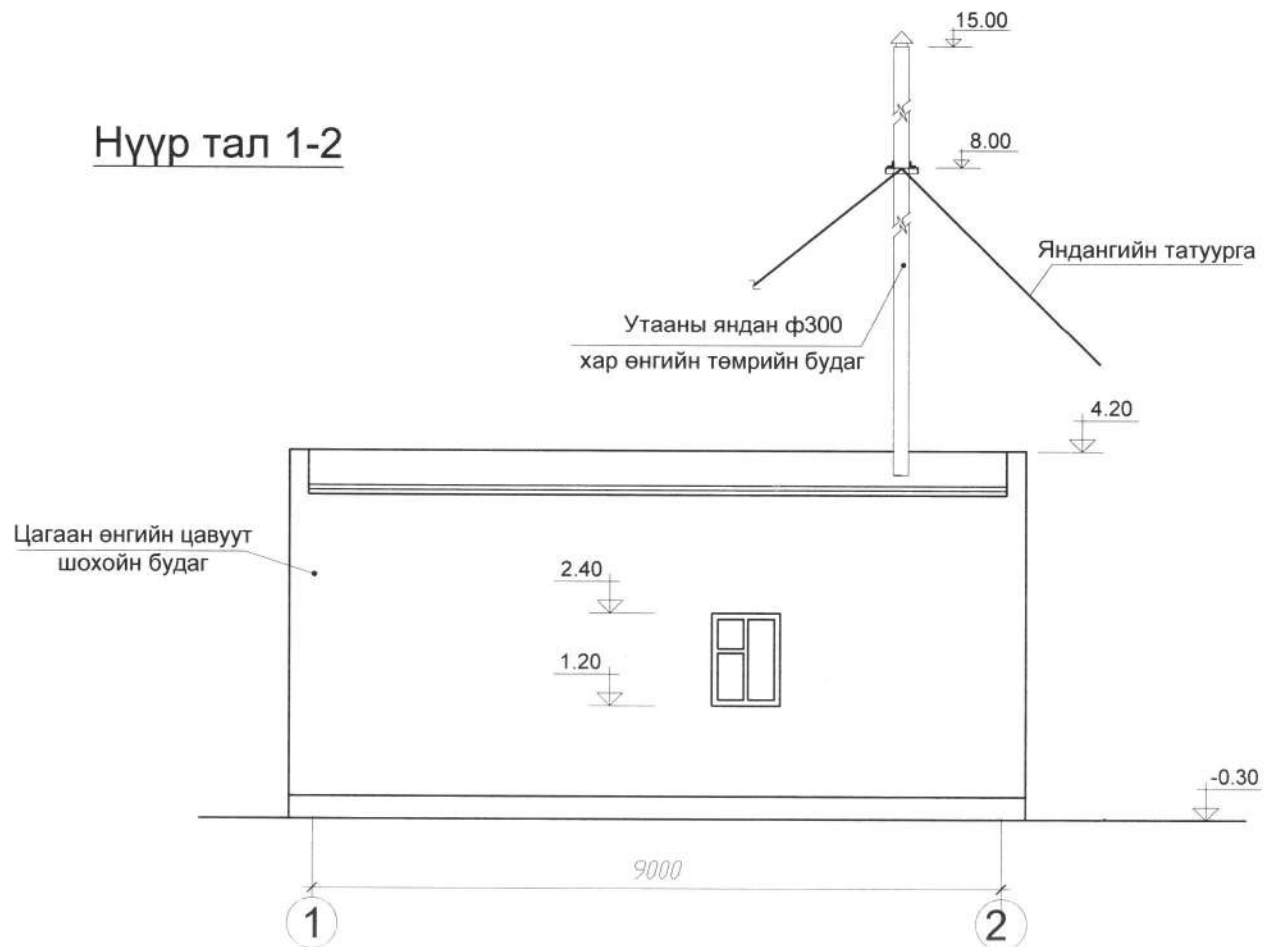 15.00
Нүүр тал 1-2
8.00
Яндангийн татуурга
Утааны яндан ф300
хар өнгийн төмрийн будаг
4.20
Цагаан өнгийн цавуут
шохойн будаг
2.40
1.20
-0.30
9000
1
2